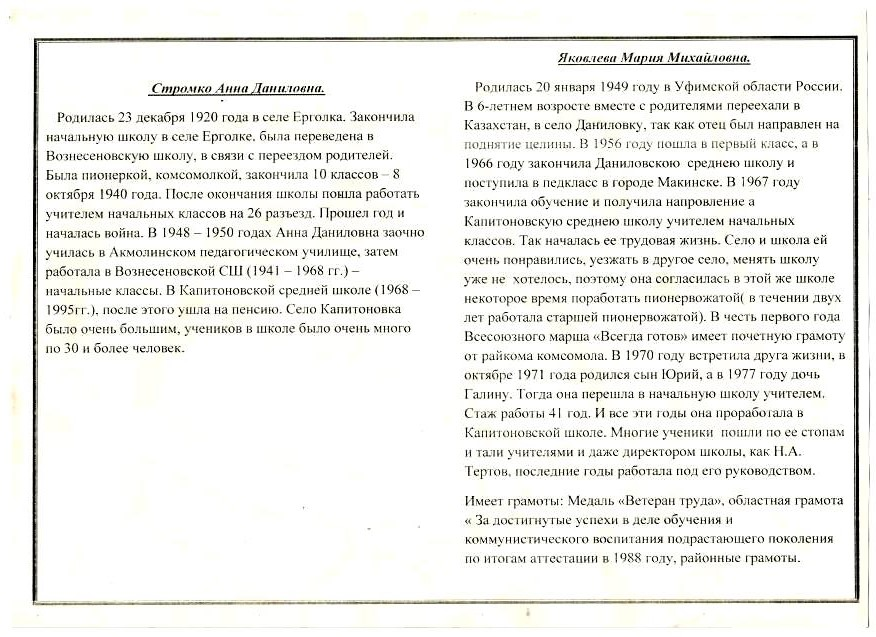 Стромко Анна Даниловна.
Родилась 23 декабря 1920 года в селе Ерголка. Закончила
начальную школу в селе Ерголке, была переведена в
Вознесеновскую школу, в связи с переездом родителей.
Была пионеркой, комсомолкой, закончила 10 классов – 8
октября 1940 года. После окончания школы пошла работать
учителем начальных классов на 26 разъезд. Прошел год и
началась война. В 1948 – 1950 годах Анна Даниловна заочно
училась в Акмолинском педагогическом училище, затем
работала в Вознесеновской СШ (1941 – 1968 гг.) –
начальные классы. В Капитоновской средней школе (1968 –
1995гг.), после этого ушла на пенсию. Село Капитоновка
было очень большим, учеников в школе было очень много
по 30 и более человек.
Яковлева Мария Михайловна.
Родилась 20 января 1949 году в Уфимской области России.
В 6-летнем возросте вместе с родителями переехали в
Казахстан, в село Даниловку, так как отец был направлен на
поднятие целины. В 1956 году пошла в первый класс, а в
1966 году закончила Даниловскою среднею школу и
поступила в педкласс в городе Макинске. В 1967 году
закончила обучение и получила напровление а
Капитоновскую среднею школу учителем начальных
классов. Так началась ее трудовая жизнь. Село и школа ей
очень понравились, уезжать в другое село, менять школу
уже не хотелось, поэтому она согласилась в этой же школе
некоторое время поработать пионервожатой( в течении двух
лет работала старшей пионервожатой). В честь первого года
Всесоюзного марша «Всегда готов» имеет почетную грамоту
от райкома комсомола. В 1970 году встретила друга жизни, в
октябре 1971 года родился сын Юрий, а в 1977 году дочь
Галину. Тогда она перешла в начальную школу учителем.
Стаж работы 41 год. И все эти годы она проработала в
Капитоновской школе. Многие ученики пошли по ее стопам
и тали учителями и даже директором школы, как Н.А.
Тертов, последние годы работала под его руководством.
Имеет грамоты: Медаль «Ветеран труда», областная грамота
« За достигнутые успехи в деле обучения и
коммунистического воспитания подрастающего поколения
по итогам аттестации в 1988 году, районные грамоты.